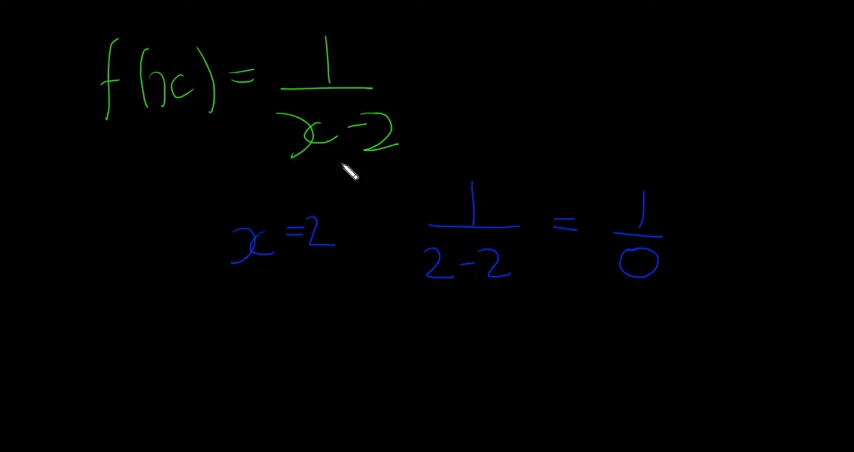 f(x) = 1/(x-2)
x = 2 1/(2-2) = 1/0